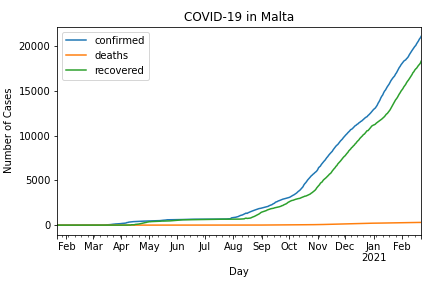 COVID-19 in Malta
confirmed
deaths
recovered
Number of Cases
20000
15000
10000
5000
0
Feb Mar Apr May Jun Jul Aug Sep Oct Nov Dec Jan Feb
2021
Day